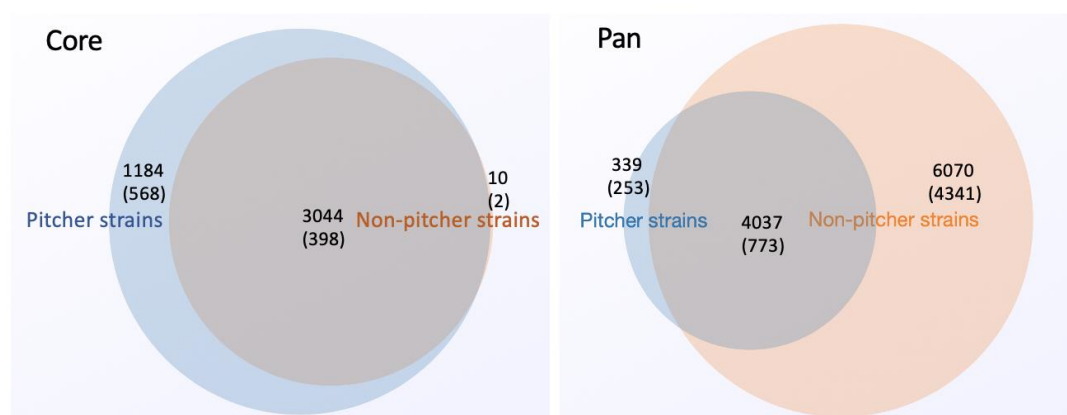 Core
1184
(568)
Pitcher strains
3044
(398)
10
(2)
Non-pitcher strains
Pan
339
(253)
Pitcher strains
4037
(773)
6070
(4341)
Non-pitcher strains